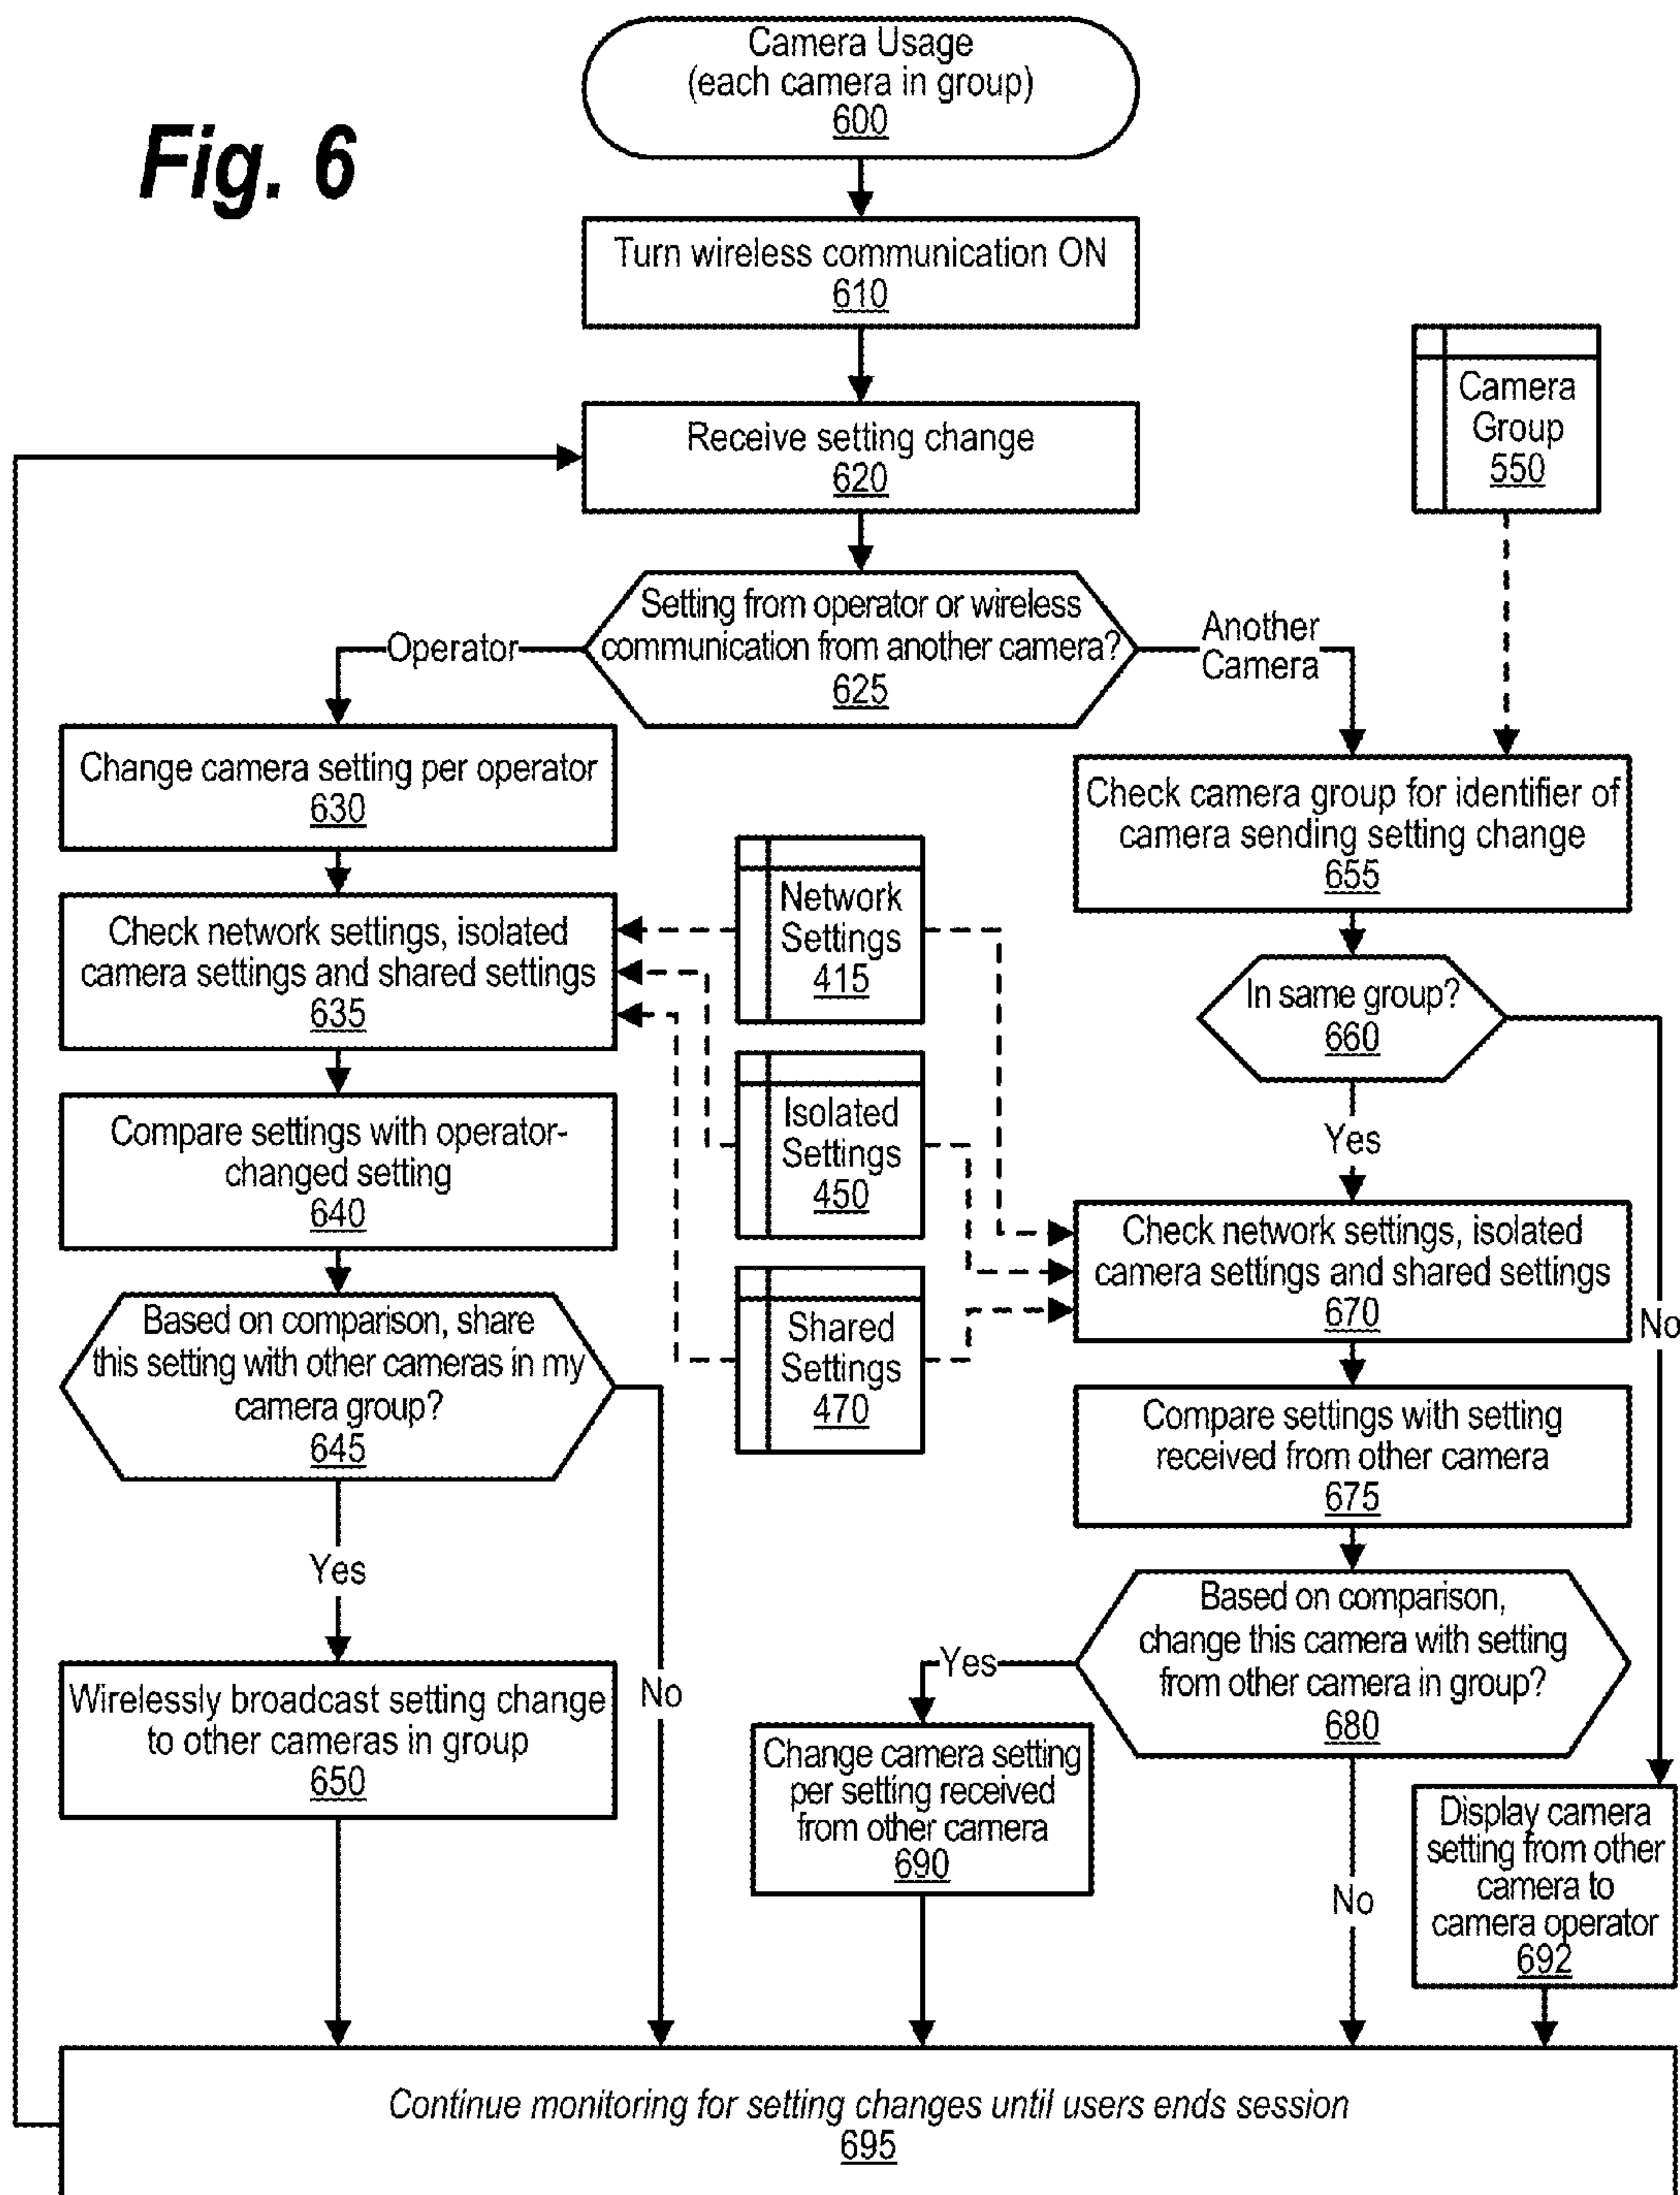 Fig. 6
Camera Usage
(each camera in group)
600
Turn wireless communication ON
610
Receive setting change
620
Camera
Group
550
Setting from operator or wireless
communication from another camera?
625
Operator
Another
Camera
Change camera setting per operator
630
Check network settings, isolated
camera settings and shared settings
635
Compare settings with operator-
changed setting
640
Based on comparison, share
this setting with other cameras in my
camera group?
645
Yes
No
Wirelessly broadcast setting change
to other cameras in group
650
Network
Settings
415
Isolated
Settings
450
Shared
Settings
470
Check camera group for identifier of
camera sending setting change
655
In same group?
660
Yes
No
Check network settings, isolated
camera settings and shared settings
670
Compare settings with setting
received from other camera
675
Based on comparison,
change this camera with setting
from other camera in group?
680
Yes
No
Change camera setting
per setting received
from other camera
690
Display camera
setting from other
camera to
camera operator
692
Continue monitoring for setting changes until users ends session
695